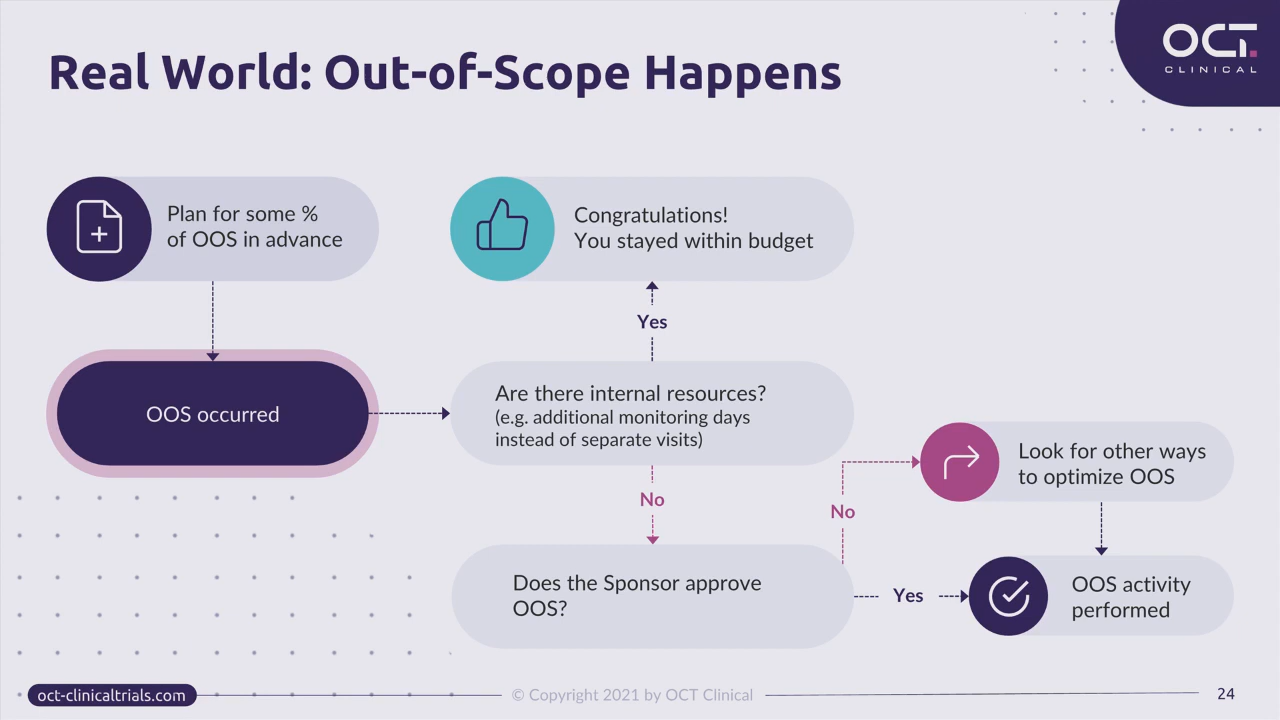 Real World: Out-of-Scope Happens
OCT
CLINICAL
Plan for some %
of OOS in advance
Congratulations!
You stayed within budget
Yes
OOS occurred
Are there internal resources?
(e.g. additional monitoring days
instead of separate visits)
No
No
Look for other ways
to optimize OOS
Does the Sponsor approve
OOS?
Yes
OOS activity
performed
oct-clinicaltrials.com
© Copyright 2021 by OCT Clinical
24